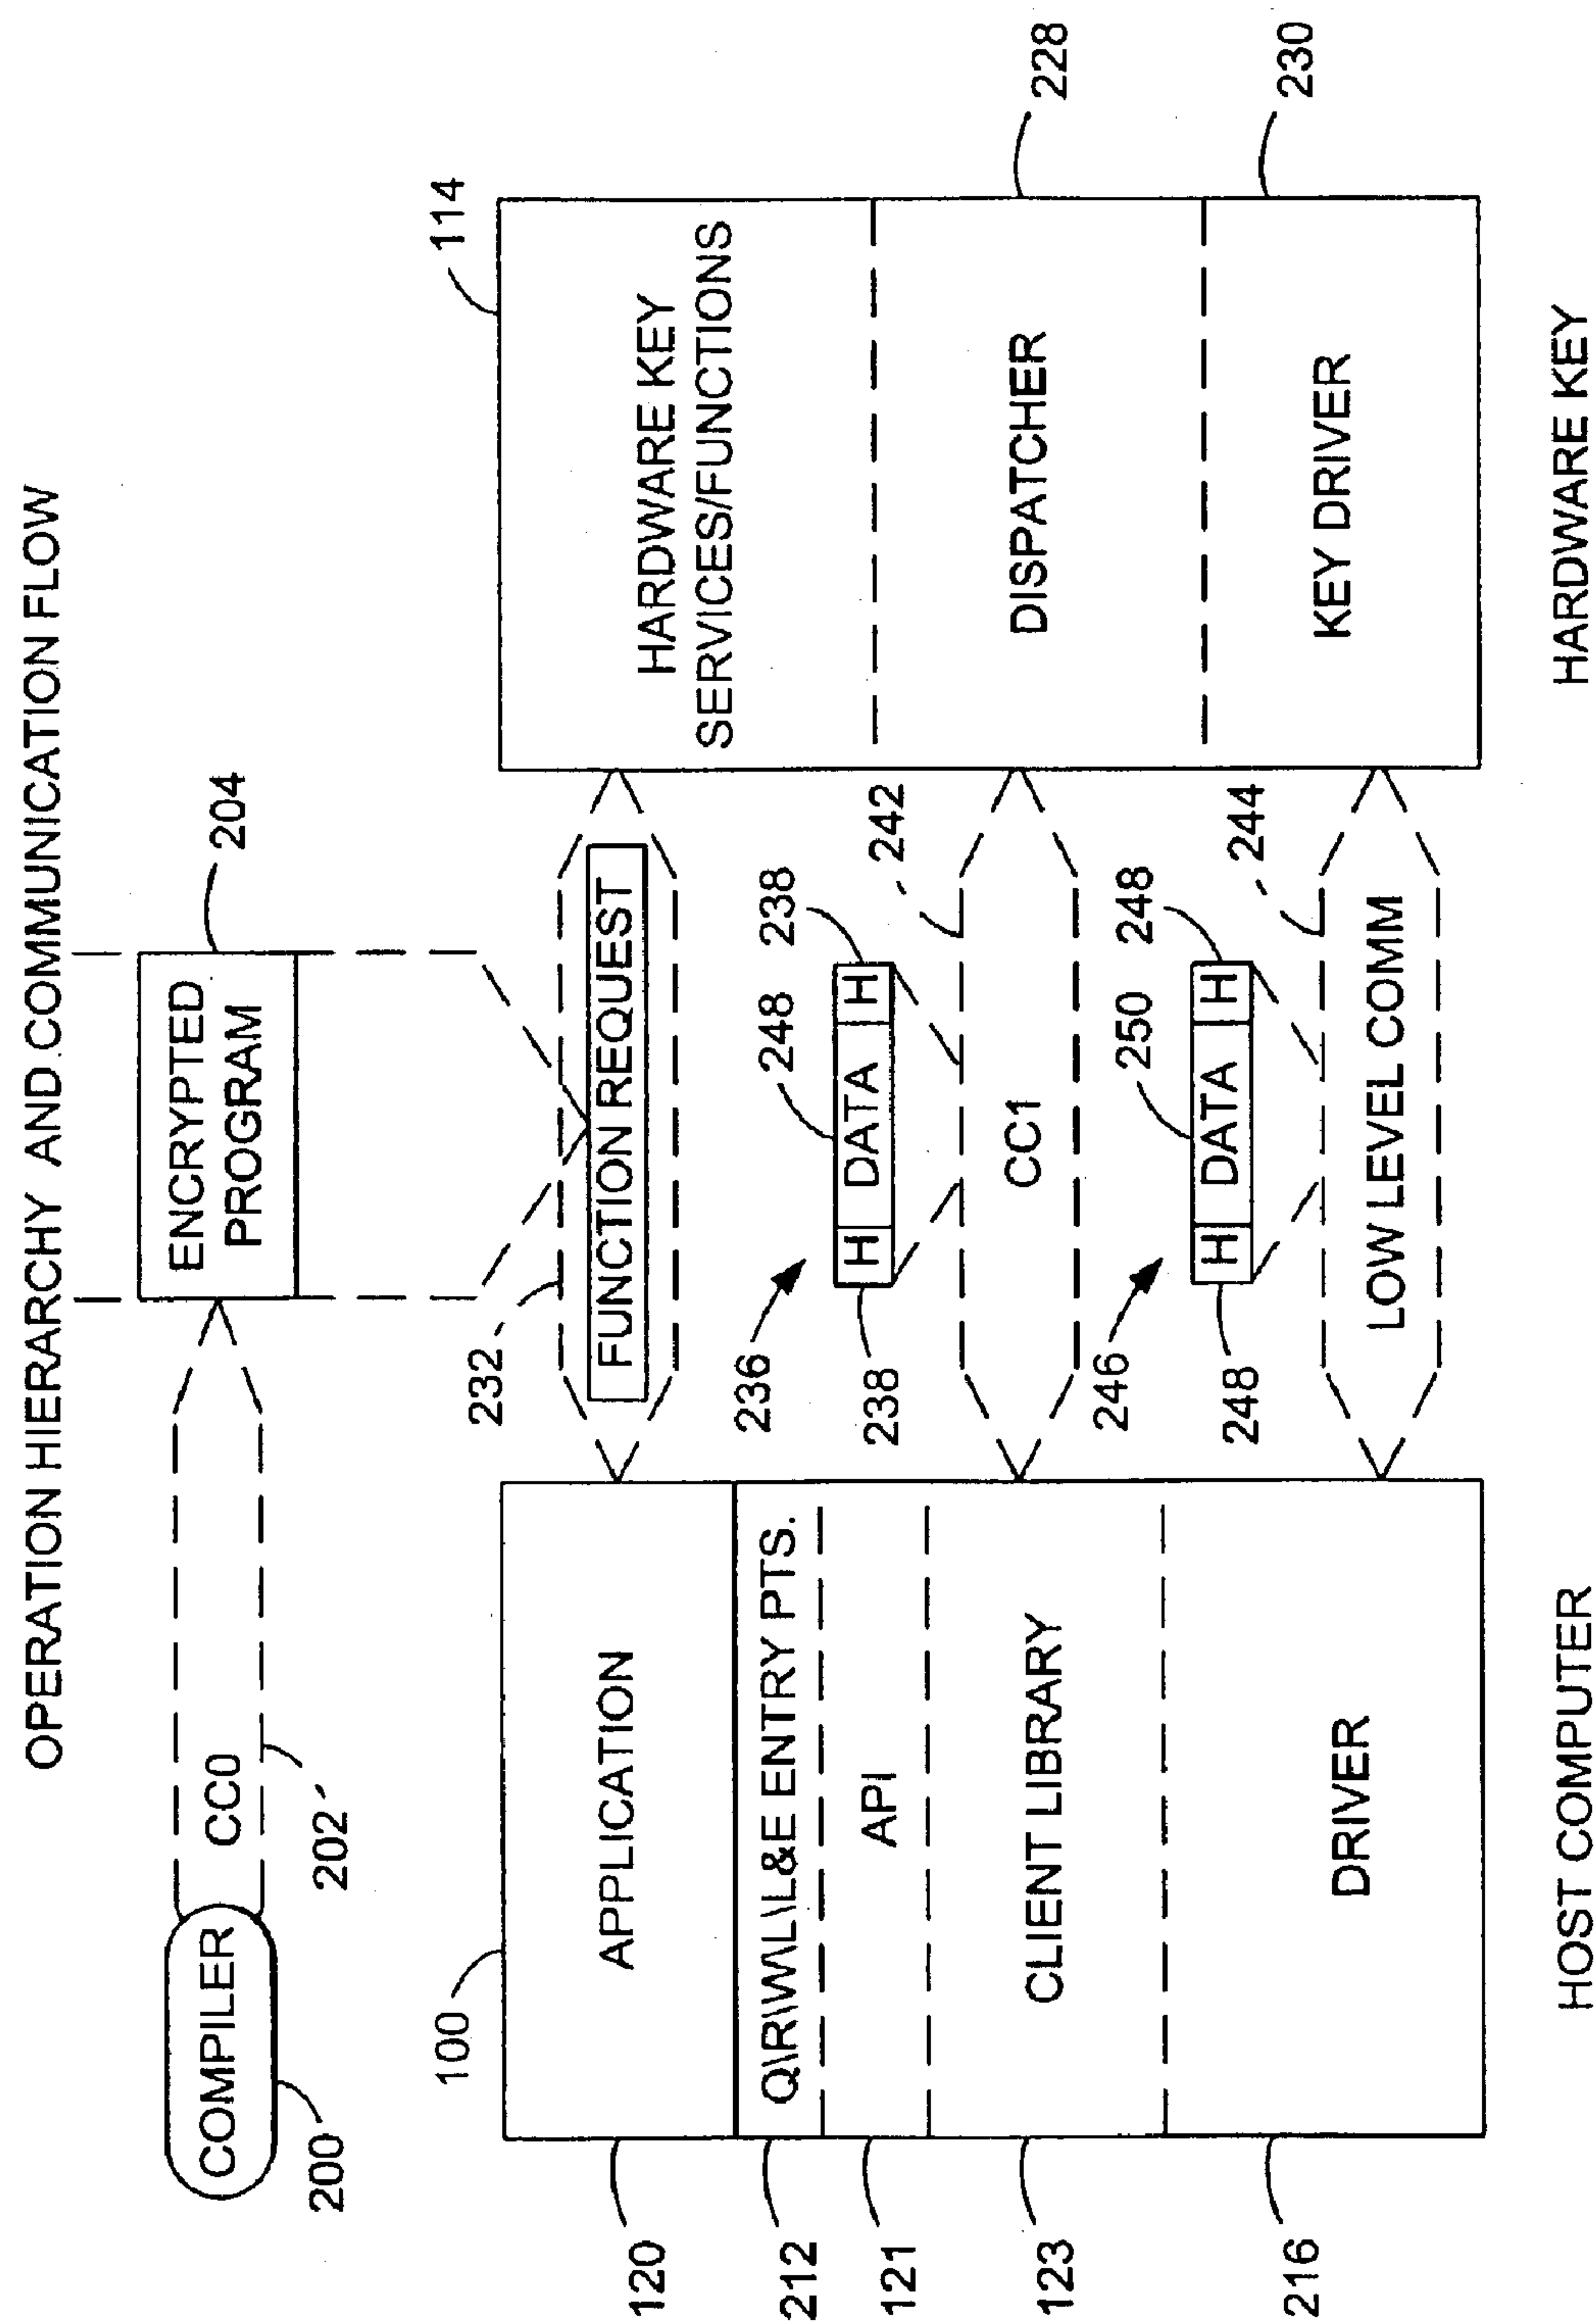 OPERATION HIERARCHY AND COMMUNICATION FLOW
COMPILER
200
CC0
202
ENCRYPTED
PROGRAM
204
100
114
120
APPLICATION
232
FUNCTION REQUEST
HARDWARE KEY
SERVICES/FUNCTIONS
212
Q\R\W\L\L&E ENTRY PTS.
121
API
236
238
H
DATA
H
248
238
242
228
123
CLIENT LIBRARY
CC1
DISPATCHER
246
248
H
DATA
H
250
248
244
230
216
DRIVER
LOW LEVEL COMM
KEY DRIVER
HOST COMPUTER
HARDWARE KEY